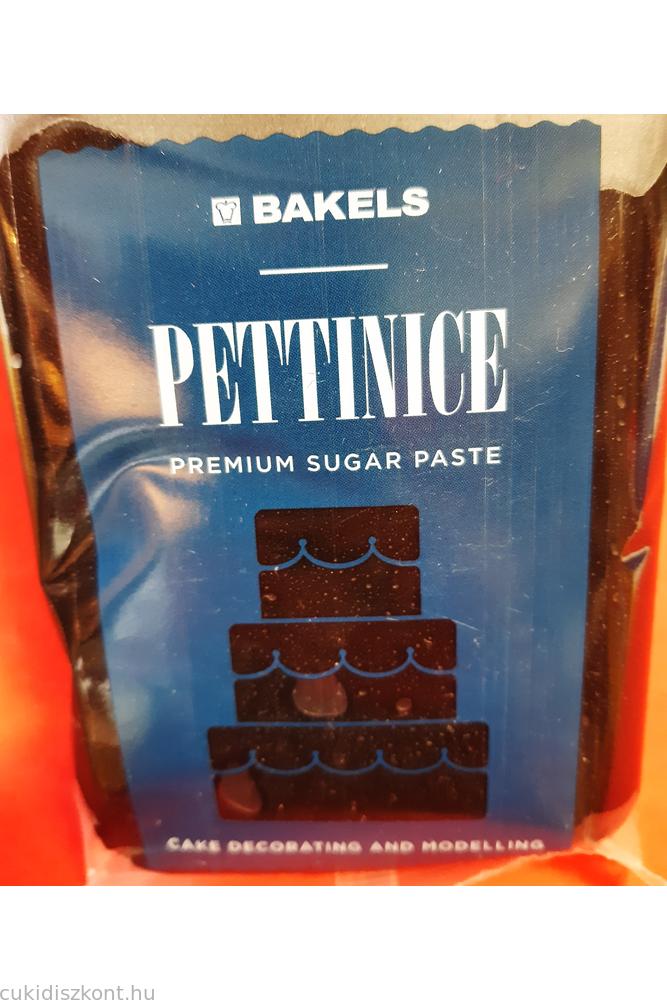 BAKELS
PETTINICE
PREMIUM SUGAR PASTE
CAKE DECORATING AND MODELLING
cukidiszkont.hu